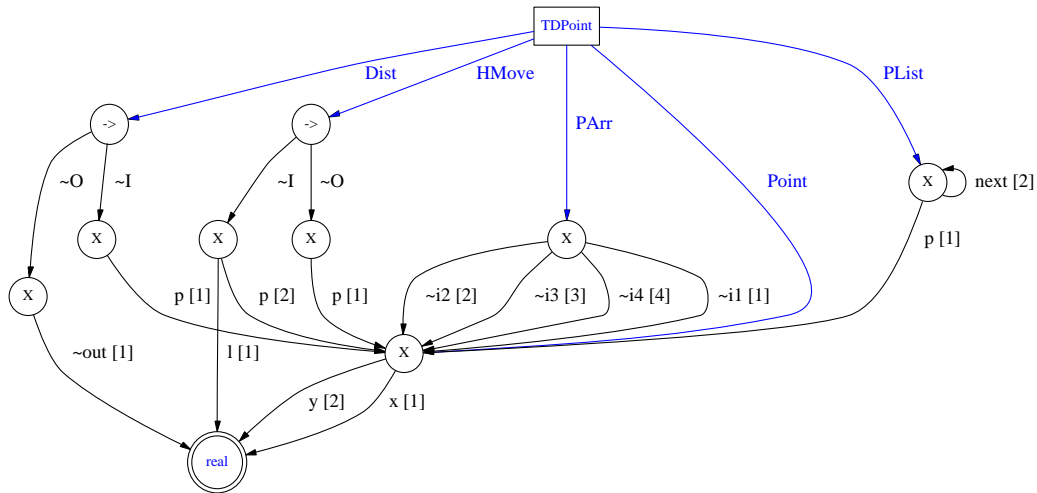 TDPoint
Dist
HMove
PList
->
->
PArr
~O
~I
~I
~O
Point
X
next [2]
X
X
X
X
p [1]
X
p [1]
p [2]
p [1]
~i2 [2]
~i3 [3]
~i4 [4]
~i1 [1]
~out [1]
l [1]
X
y [2]
x [1]
real